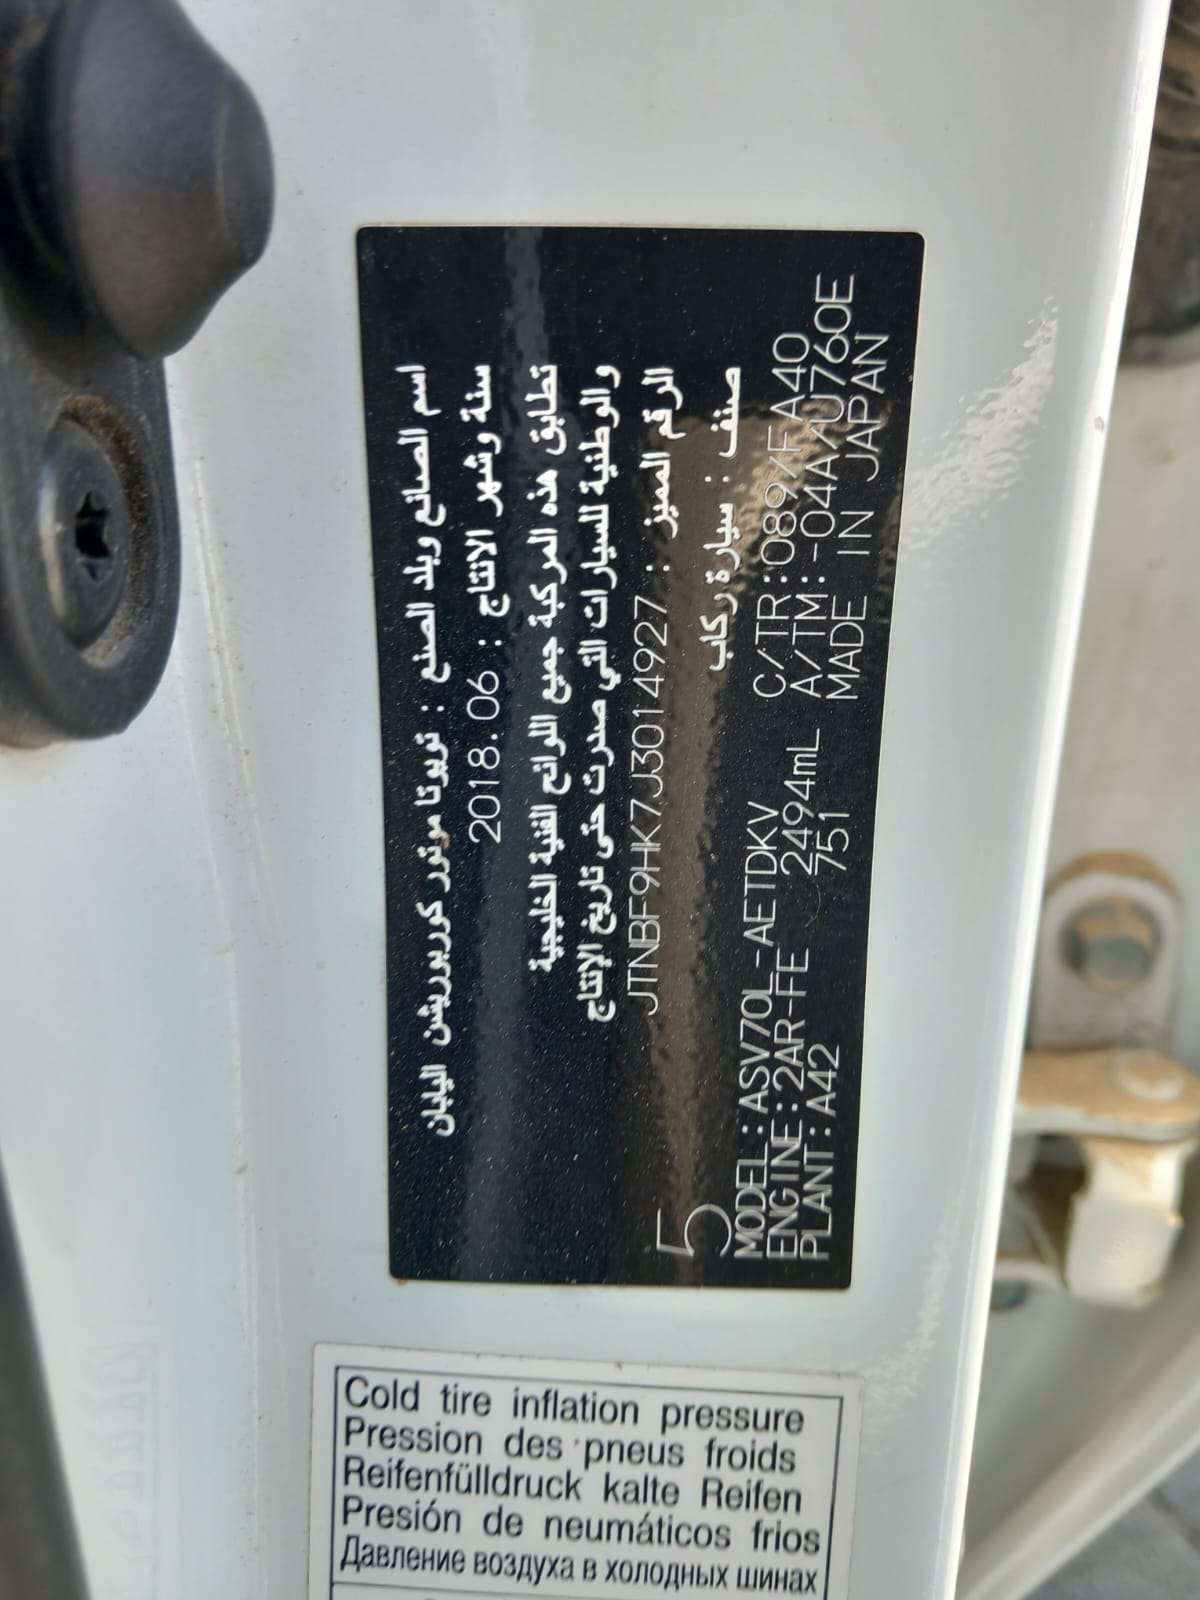 اسم الصانع وبلد الصنع : تويوتا موتور كوربوريشن اليابان
سنة وشهر الانتاج : 2018.06
تطابق هذه المركبة جميع اللوائح الفنية الخليجية
والوطنية للسيارات التي صدرت حتى تاريخ الإنتاج
الرقم المميز : JTNBF9HK7J3014927
صنف : سيارة ركاب
5
MODEL:ASV70L-AETDKV C/TR:089/FA40
ENGINE:2AR-FE 2494mL A/TM:-04A/U760E
PLANT:A42 751 MADE IN JAPAN
Cold tire inflation pressure
Pression des pneus froids
Reifenfülldruck kalte Reifen
Presión de neumáticos frios
Давление воздуха в холодных шинах